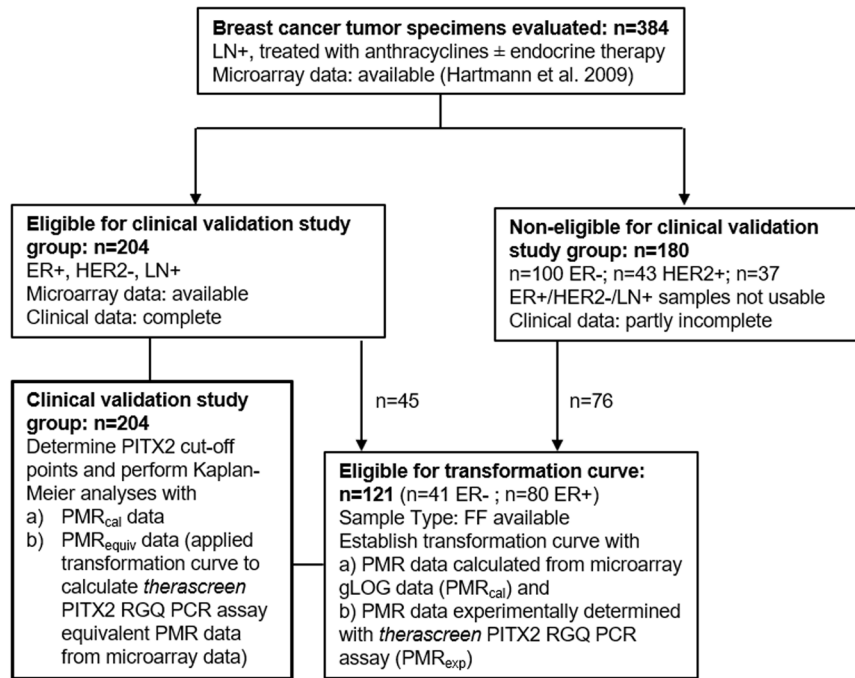 Breast cancer tumor specimens evaluated: n=384
LN+, treated with anthracyclines ± endocrine therapy
Microarray data: available (Hartmann et al. 2009)
Eligible for clinical validation study
group: n=204
ER+, HER2-, LN+
Microarray data: available
Clinical data: complete
Non-eligible for clinical validation
study group: n=180
n=100 ER-; n=43 HER2+; n=37
ER+/HER2-/LN+ samples not usable
Clinical data: partly incomplete
n=45
n=76
Clinical validation study
group: n=204
Determine PITX2 cut-off
points and perform Kaplan-
Meier analyses with
a) PMRcal data
b) PMRequiv data (applied
transformation curve to
calculate therascreen
PITX2 RGQ PCR assay
equivalent PMR data
from microarray data)
Eligible for transformation curve:
n=121 (n=41 ER- ; n=80 ER+)
Sample Type: FF available
Establish transformation curve with
a) PMR data calculated from microarray
gLOG data (PMRcal) and
b) PMR data experimentally determined
with therascreen PITX2 RGQ PCR
assay (PMRexp)